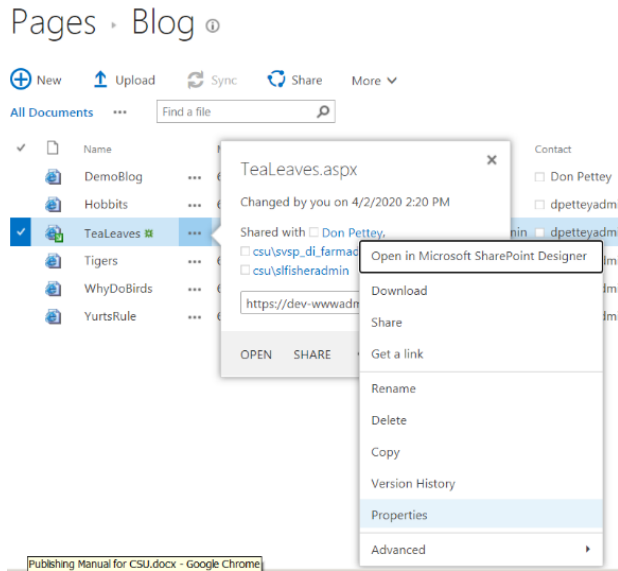 Pages ▸ Blog
New Upload Sync Share More
All Documents ••• Find a file
Name Contact
DemoBlog ••• Don Pettey
Hobbits ••• dpetteyadm
TeaLeaves ••• min dpetteyadm
Tigers •••
WhyDoBirds •••
YurtsRule •••
TeaLeaves.aspx
Changed by you on 4/2/2020 2:20 PM
Shared with Don Pettey,
csu\svsp_di_farmad
csu\slfisheradmin
https://dev-wwwadm
OPEN SHARE
Open in Microsoft SharePoint Designer
Download
Share
Get a link
Rename
Delete
Copy
Version History
Properties
Advanced
Publishing Manual for CSU.docx - Google Chrome